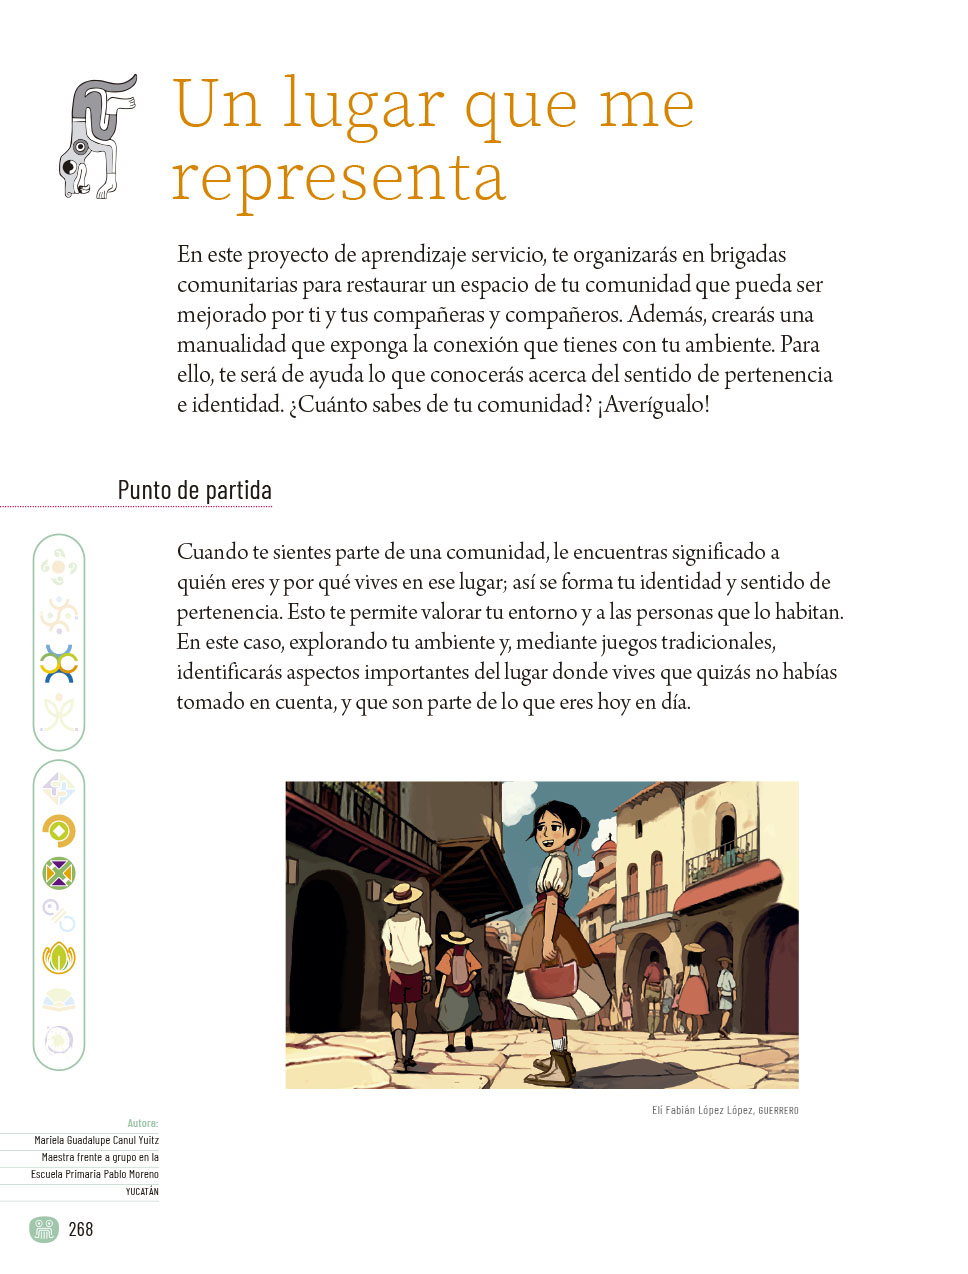 Un lugar que me
representa
En este proyecto de aprendizaje servicio, te organizarás en brigadas
comunitarias para restaurar un espacio de tu comunidad que pueda ser
mejorado por ti y tus compañeras y compañeros. Además, crearás una
manualidad que exponga la conexión que tienes con tu ambiente. Para
ello, te será de ayuda lo que conocerás acerca del sentido de pertenencia
e identidad. ¿Cuánto sabes de tu comunidad? ¡Averígualo!
Punto de partida
Cuando te sientes parte de una comunidad, le encuentras significado a
quién eres y por qué vives en ese lugar; así se forma tu identidad y sentido de
pertenencia. Esto te permite valorar tu entorno y a las personas que lo habitan.
En este caso, explorando tu ambiente y, mediante juegos tradicionales,
identificarás aspectos importantes del lugar donde vives que quizás no habías
tomado en cuenta, y que son parte de lo que eres hoy en día.
Elí Fabián López López, GUERRERO
Autora:
Mariela Guadalupe Canul Yuitz
Maestra frente a grupo en la
Escuela Primaria Pablo Moreno
YUCATÁN
268